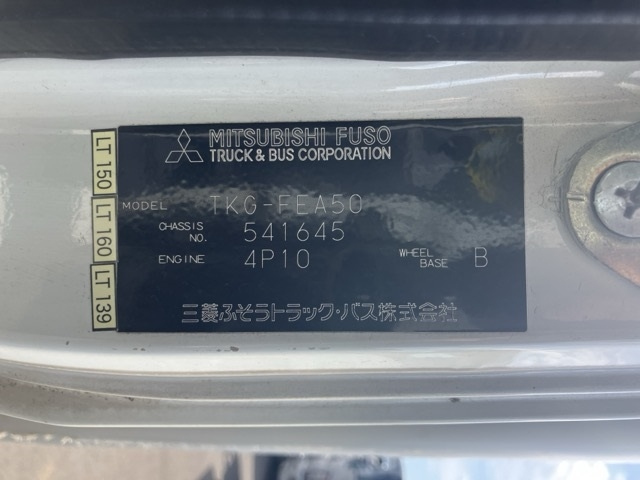 MITSUBISHI FUSO
TRUCK & BUS CORPORATION
MODEL TKG-FEA50
CHASSIS NO. 541645
ENGINE 4P10 WHEEL BASE B
三菱ふそうトラック・バス株式会社
LT 150
LT 160
LT 139